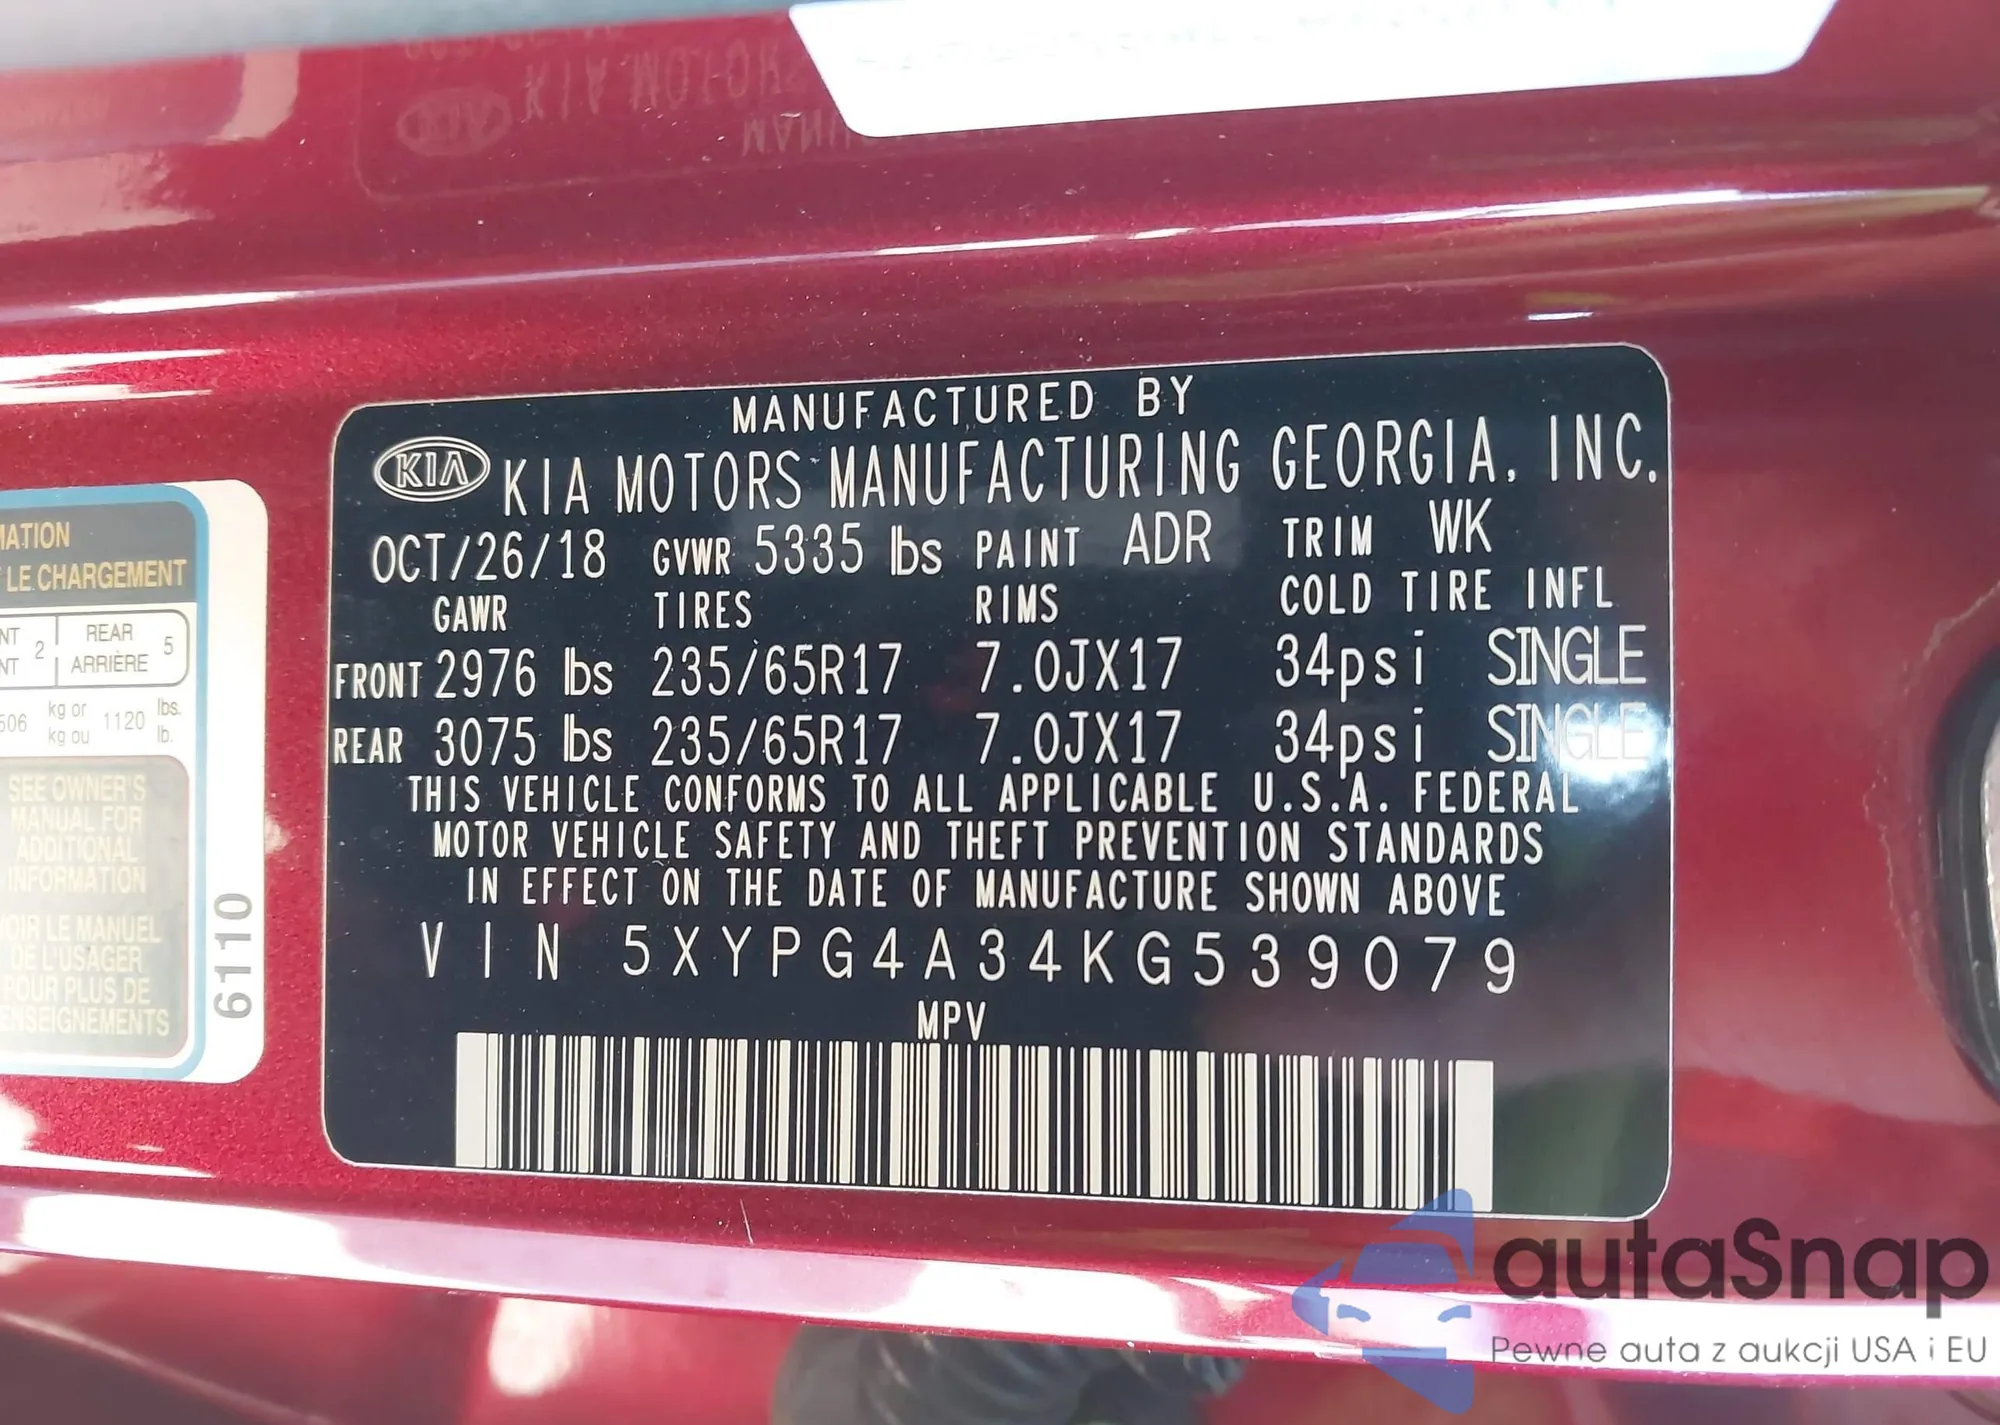 MANUFACTURED BY
KIA KIA MOTORS MANUFACTURING GEORGIA, INC.
OCT/26/18 GVWR 5335 lbs PAINT ADR TRIM WK
GAWR TIRES RIMS COLD TIRE INFL
FRONT 2976 lbs 235/65R17 7.0JX17 34psi SINGLE
REAR 3075 lbs 235/65R17 7.0JX17 34psi SINGLE
THIS VEHICLE CONFORMS TO ALL APPLICABLE U.S.A. FEDERAL
MOTOR VEHICLE SAFETY AND THEFT PREVENTION STANDARDS
IN EFFECT ON THE DATE OF MANUFACTURE SHOWN ABOVE
VIN 5XYPG4A34KG539079
MPV
LE CHARGEMENT
2 REAR 5
ARRIÈRE
kg or 1120 lbs.
kg ou lb.
SEE OWNER'S
MANUAL FOR
ADDITIONAL
INFORMATION
LE MANUEL
DE L'USAGER
POUR PLUS DE
6110
autaSnap
Pewne auta z aukcji USA i EU